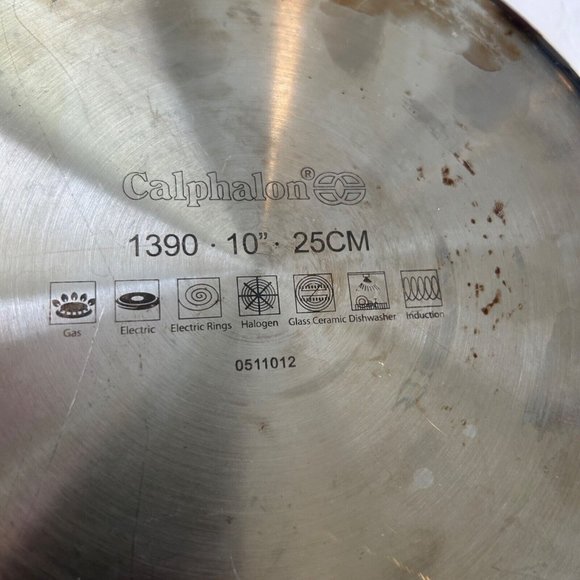 Calphalon®
1390 · 10” · 25CM
Gas Electric Electric Rings Halogen Glass Ceramic Dishwasher Induction
0511012